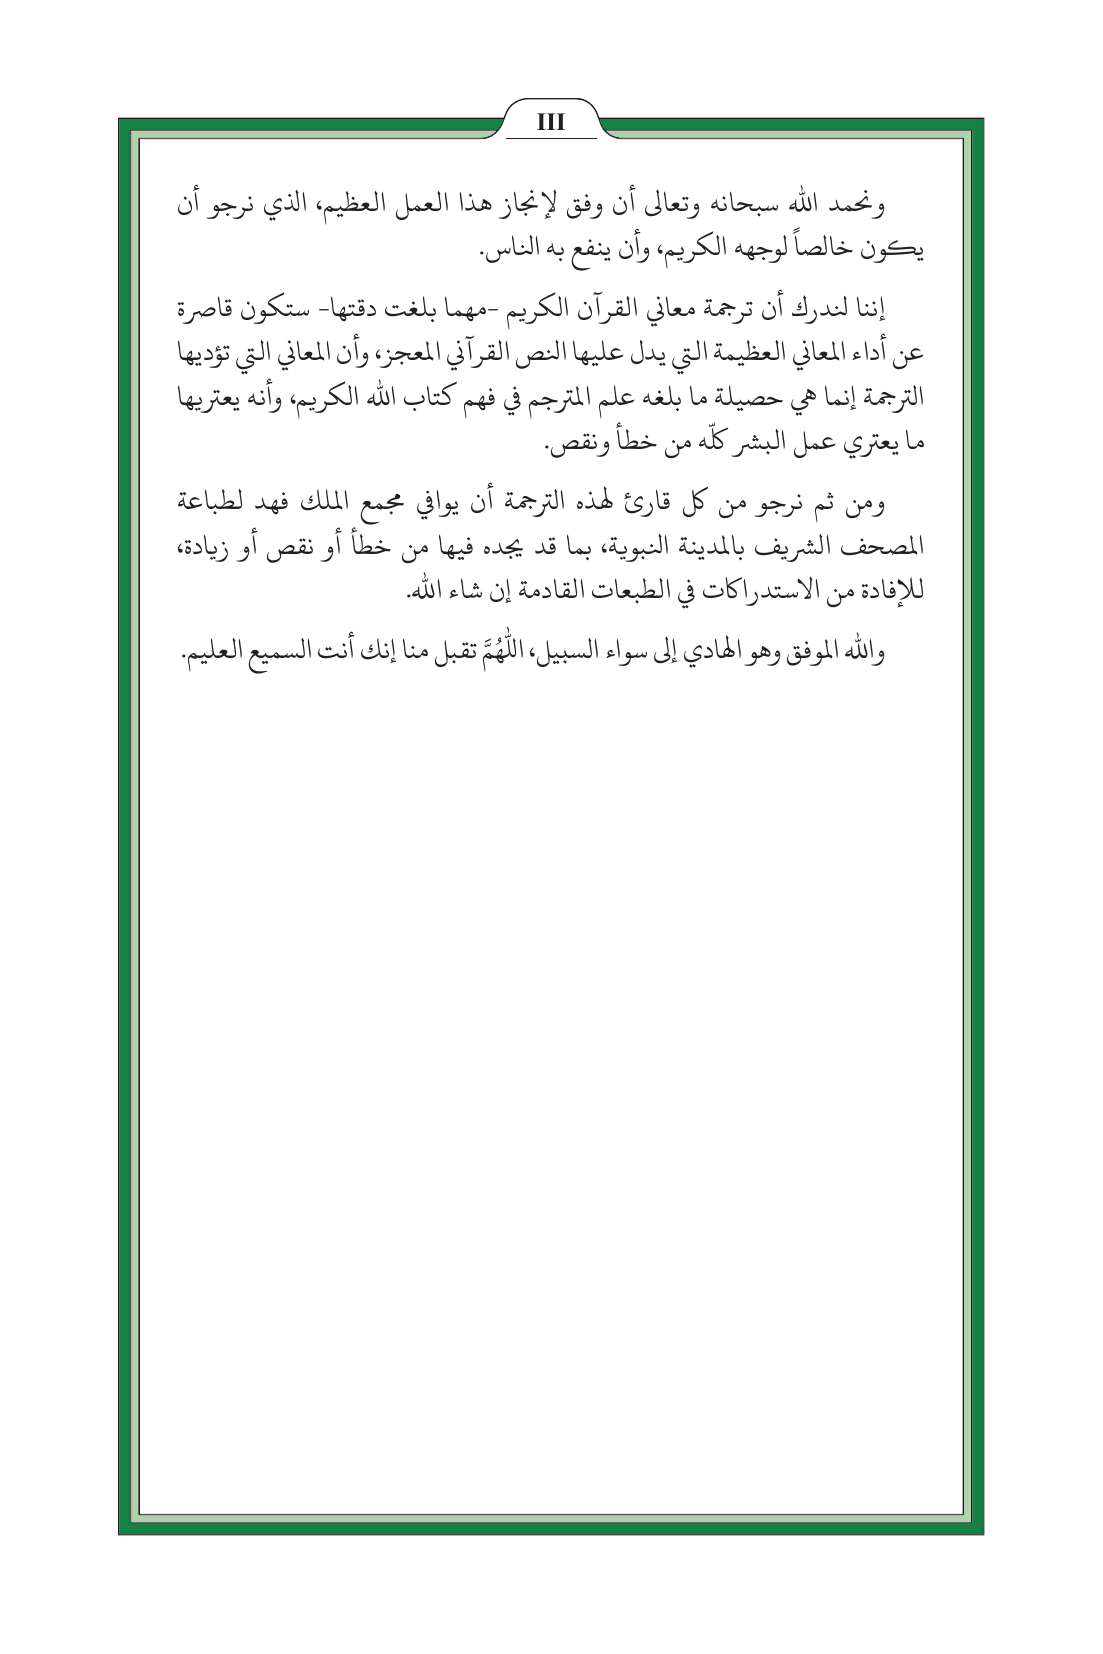 III
ونحمد الله سبحانه وتعالى أن وفق لإنجاز هذا العمل العظيم، الذي نرجو أن
يكون خالصاً لوجهه الكريم، وأن ينفع به الناس.
إننا لندرك أن ترجمة معاني القرآن الكريم -مهما بلغت دقتها- ستكون قاصرة
عن أداء المعاني العظيمة التي يدل عليها النص القرآني المعجز، وأن المعاني التي تؤديها
الترجمة إنما هي حصيلة ما بلغه علم المترجم في فهم كتاب الله الكريم، وأنه يعتريها
ما يعتري عمل البشر كلّه من خطأ ونقص.
ومن ثم نرجو من كل قارئ لهذه الترجمة أن يوافي مجمع الملك فهد لطباعة
المصحف الشريف بالمدينة النبوية، بما قد يجده فيها من خطأ أو نقص أو زيادة،
للإفادة من الاستدراكات في الطبعات القادمة إن شاء الله.
والله الموفق وهو الهادي إلى سواء السبيل، اللّٰهُمَّ تقبل منا إنك أنت السميع العليم.